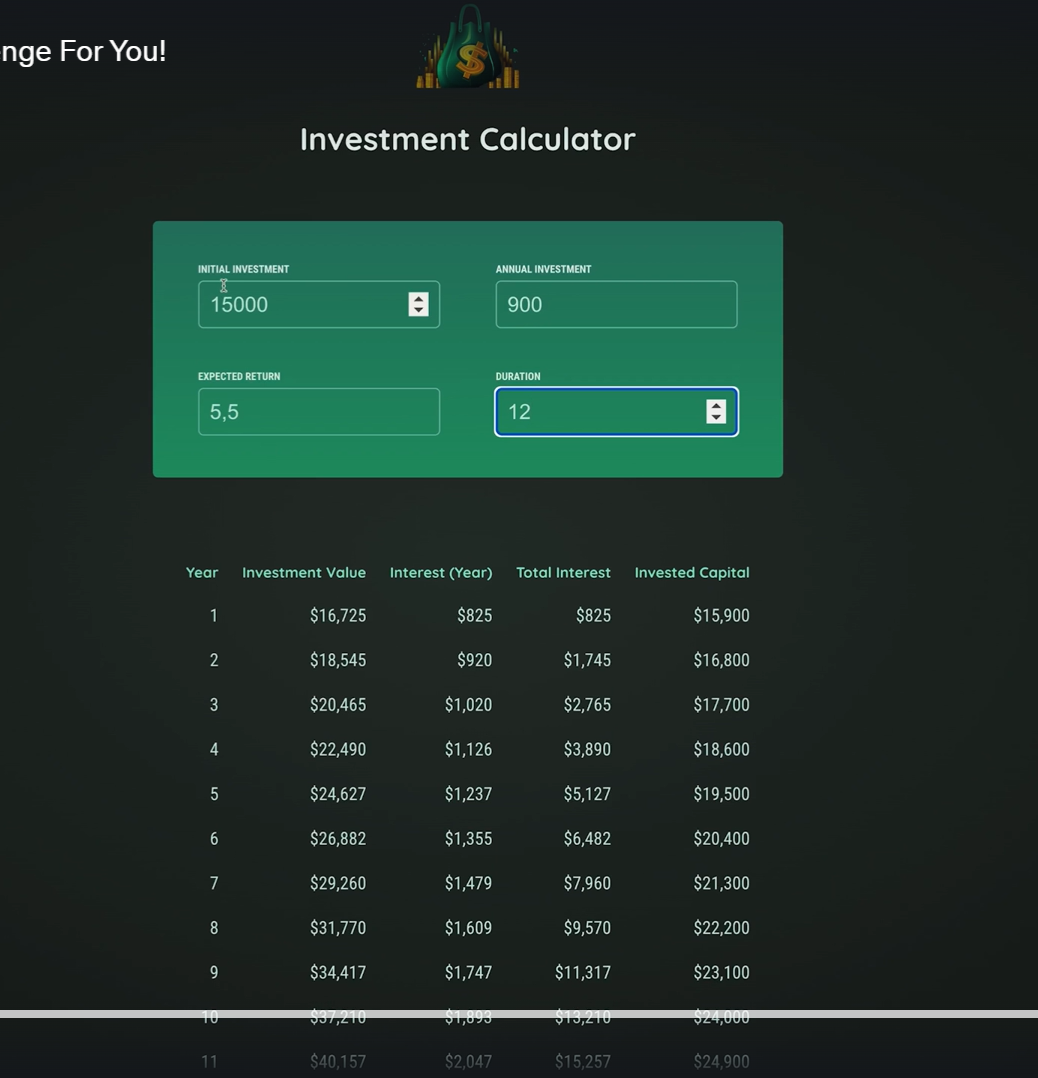 nge For You!
$
Investment Calculator
INITIAL INVESTMENT ANNUAL INVESTMENT
15000 900
EXPECTED RETURN DURATION
5,5 12
Year Investment Value Interest (Year) Total Interest Invested Capital
1 $16,725 $825 $825 $15,900
2 $18,545 $920 $1,745 $16,800
3 $20,465 $1,020 $2,765 $17,700
4 $22,490 $1,126 $3,890 $18,600
5 $24,627 $1,237 $5,127 $19,500
6 $26,882 $1,355 $6,482 $20,400
7 $29,260 $1,479 $7,960 $21,300
8 $31,770 $1,609 $9,570 $22,200
9 $34,417 $1,747 $11,317 $23,100
10 $37,210 $1,893 $13,210 $24,000
11 $40,157 $2,047 $15,257 $24,900